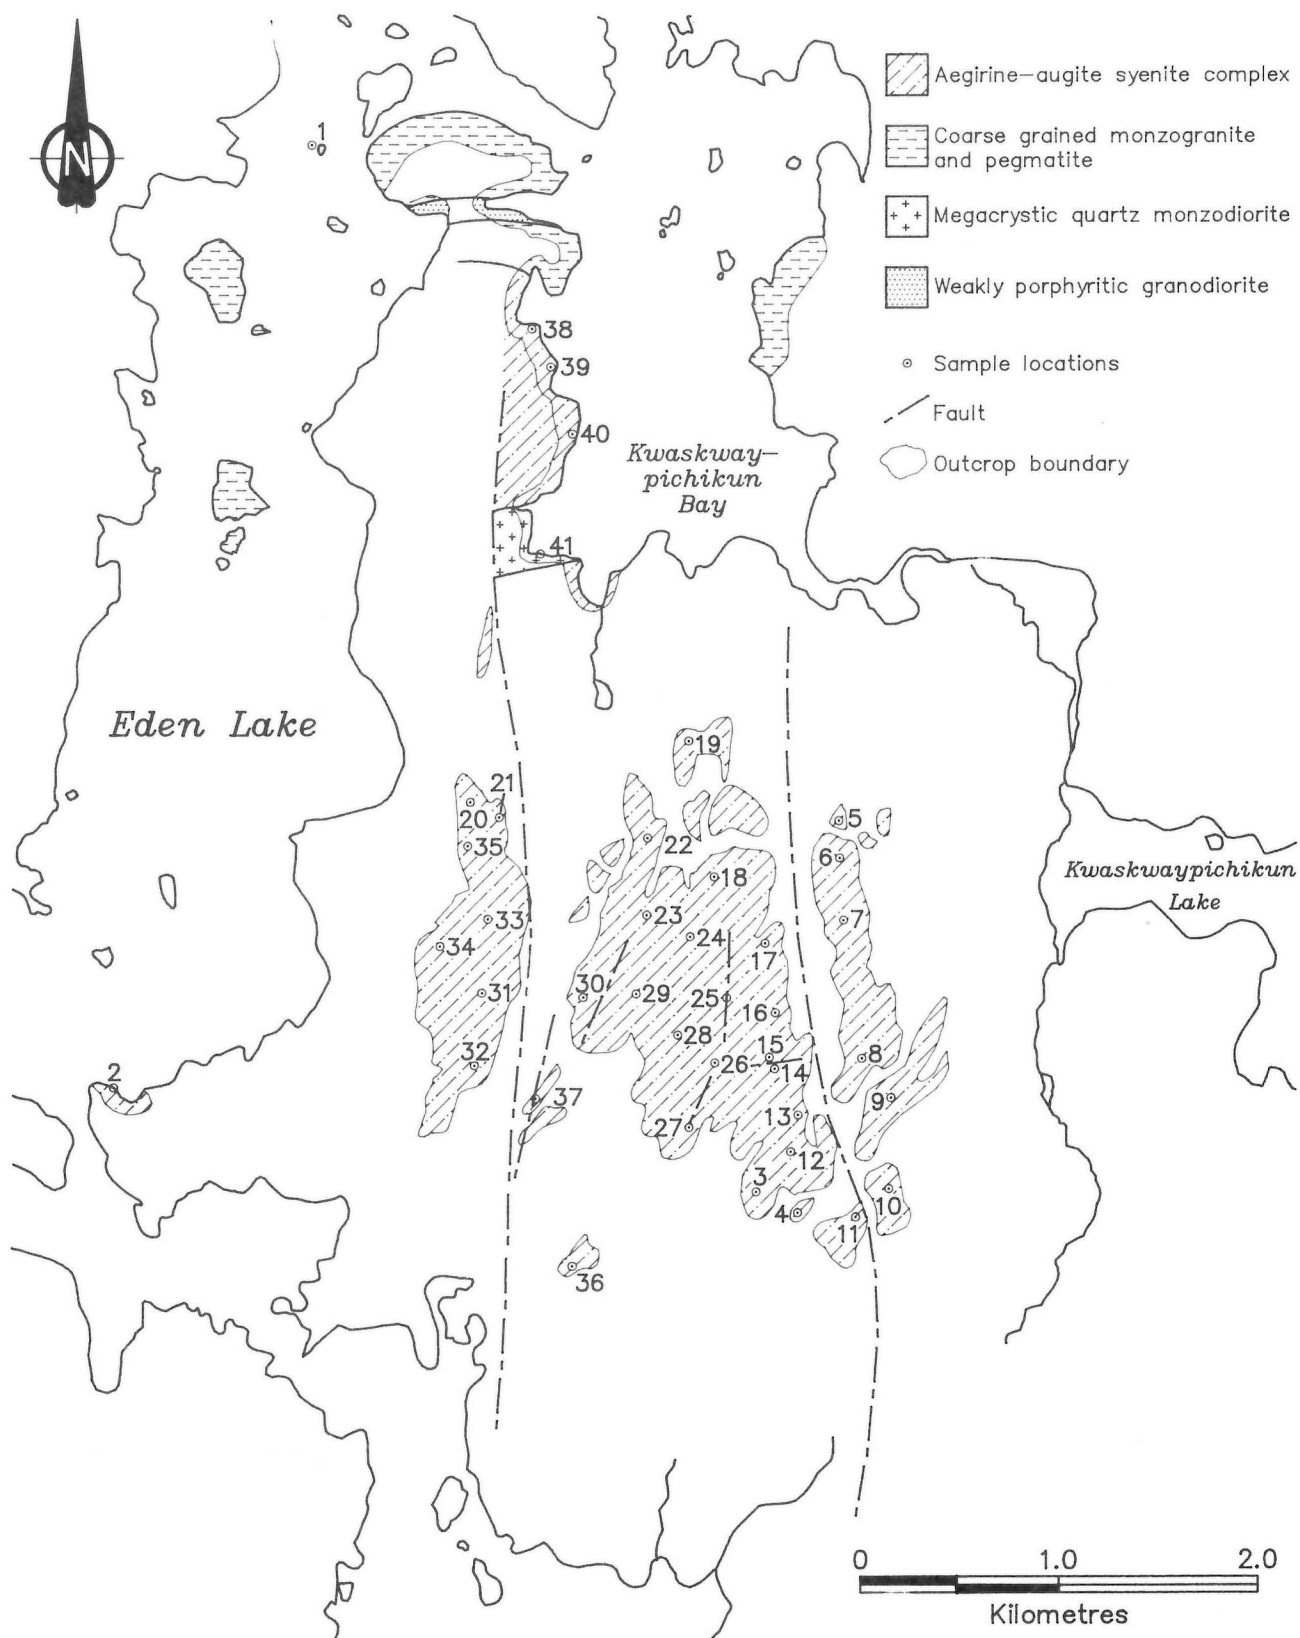 Aegirine–augite syenite complex
Coarse grained monzogranite
and pegmatite
Megacrystic quartz monzodiorite
Weakly porphyritic granodiorite
Sample locations
Fault
Outcrop boundary
N
1
38
39
40
Kwaskway–
pichikun
Bay
41
Eden Lake
19
21
20
35
22
5
6
18
Kwaskwaypichikun
Lake
33
23
7
34
24
17
31
30
29
25
16
28
32
15
8
26
14
2
37
9
27
13
12
3
10
4
11
36
0
1.0
2.0
Kilometres